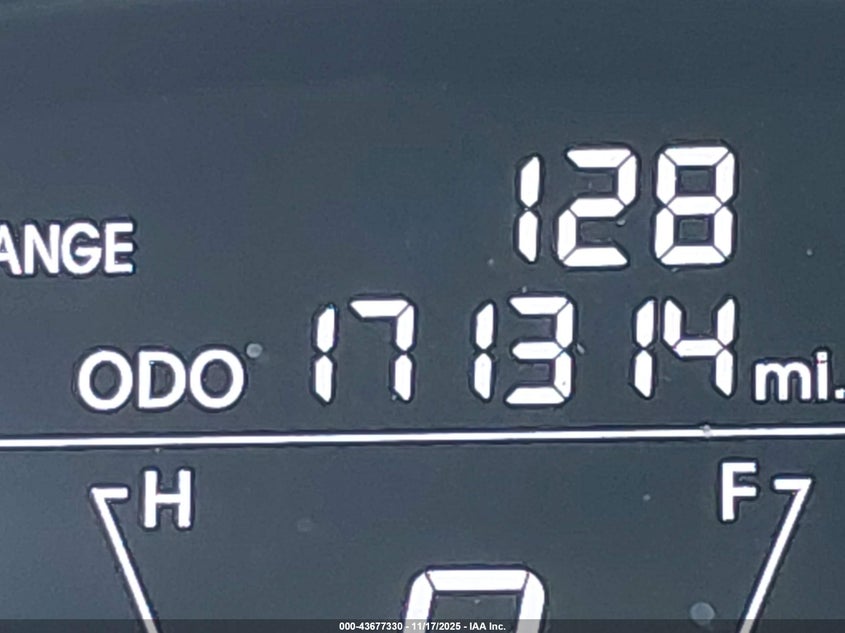 ANGE 128
ODO 171314 mi.
H F
000-43677330 - 11/17/2025 - IAA Inc.